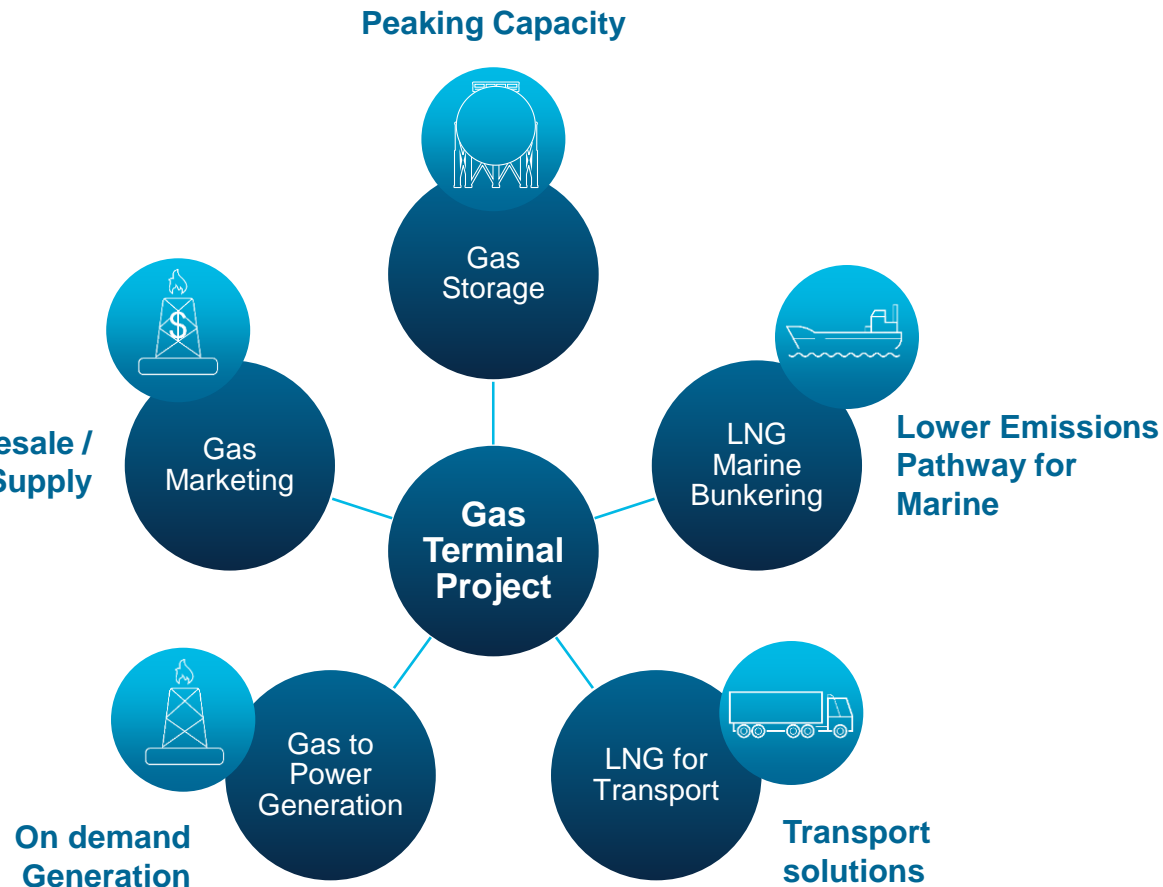 Peaking Capacity
Gas
Storage
$
Gas
Marketing
Supply
LNG
Marine
Bunkering
Lower Emissions
Pathway for
Marine
Gas
Terminal
Project
Gas to
Power
Generation
On demand
Generation
LNG for
Transport
Transport
solutions